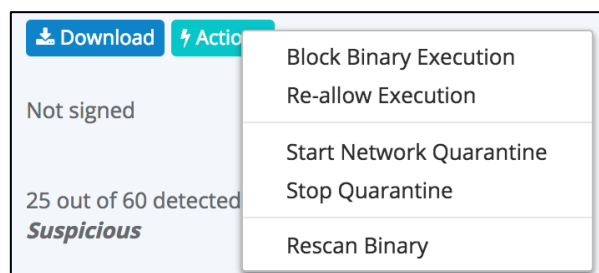 Download
Actio
Block Binary Execution
Re-allow Execution
Not signed
Start Network Quarantine
Stop Quarantine
25 out of 60 detected
Suspicious
Rescan Binary